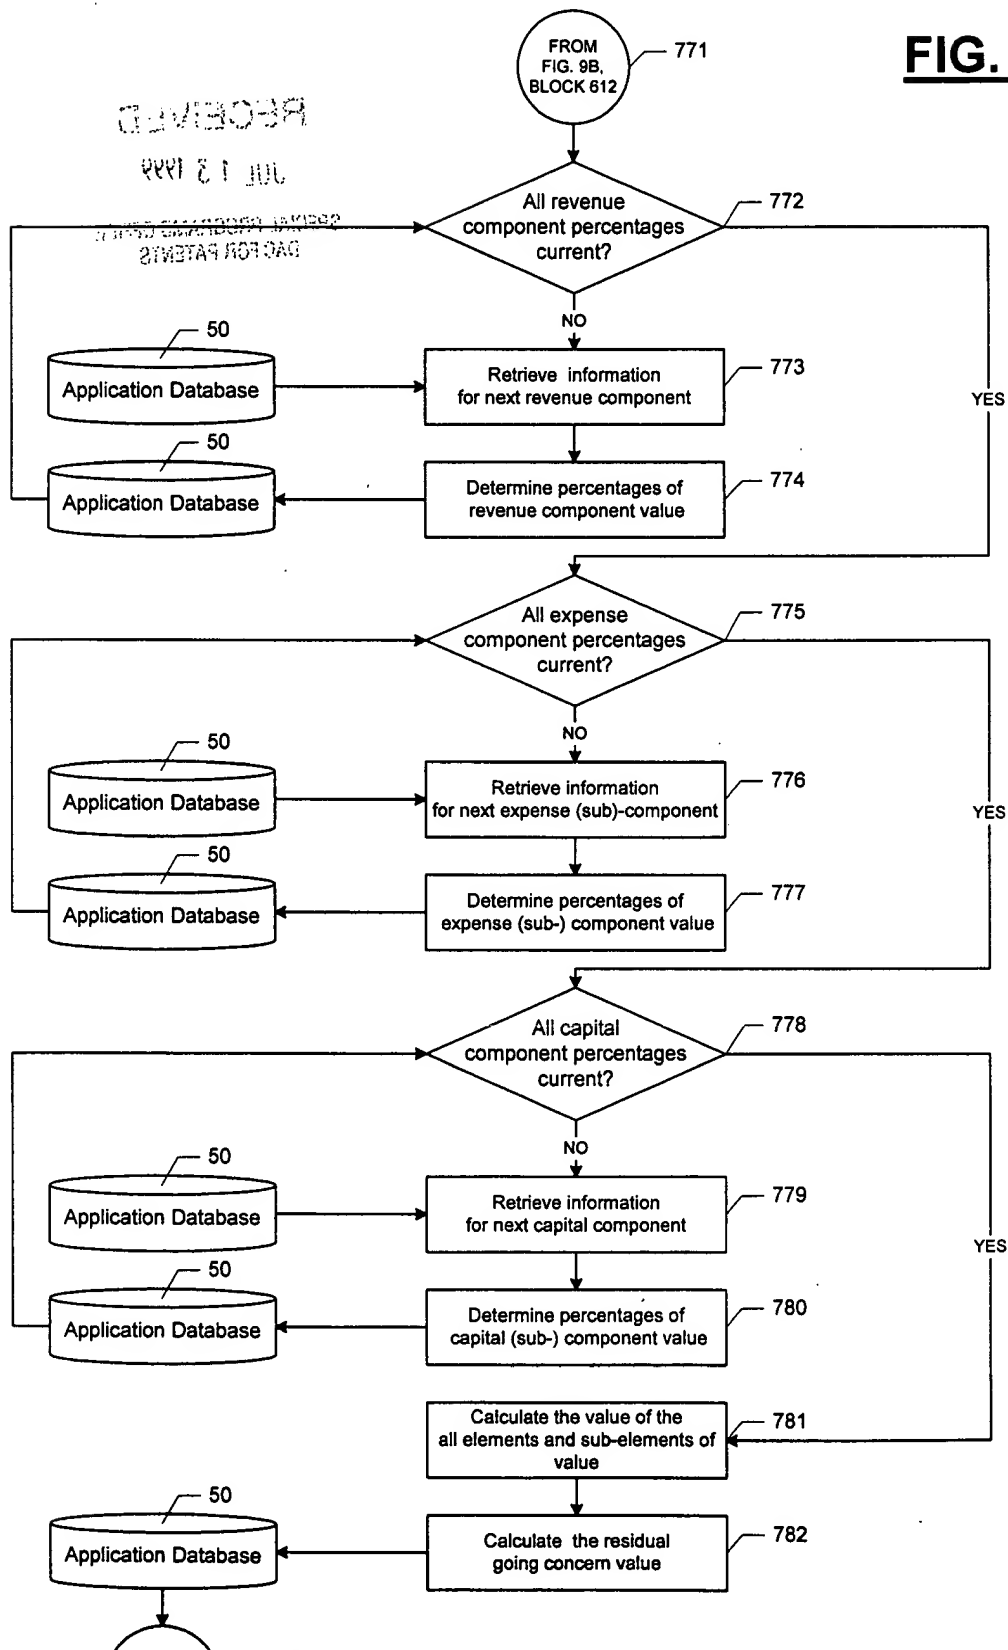 FROM
FIG. 9B,
BLOCK 612
771
FIG.
RECEIVED
JUL 13 1999
DAC FOR PATENTS
All revenue
component percentages
current?
772
NO
YES
50
Application Database
Retrieve information
for next revenue component
773
50
Application Database
Determine percentages of
revenue component value
774
All expense
component percentages
current?
775
NO
YES
50
Application Database
Retrieve information
for next expense (sub)-component
776
50
Application Database
Determine percentages of
expense (sub-) component value
777
All capital
component percentages
current?
778
NO
YES
50
Application Database
Retrieve information
for next capital component
779
50
Application Database
Determine percentages of
capital (sub-) component value
780
Calculate the value of the
all elements and sub-elements of
value
781
50
Application Database
Calculate the residual
going concern value
782